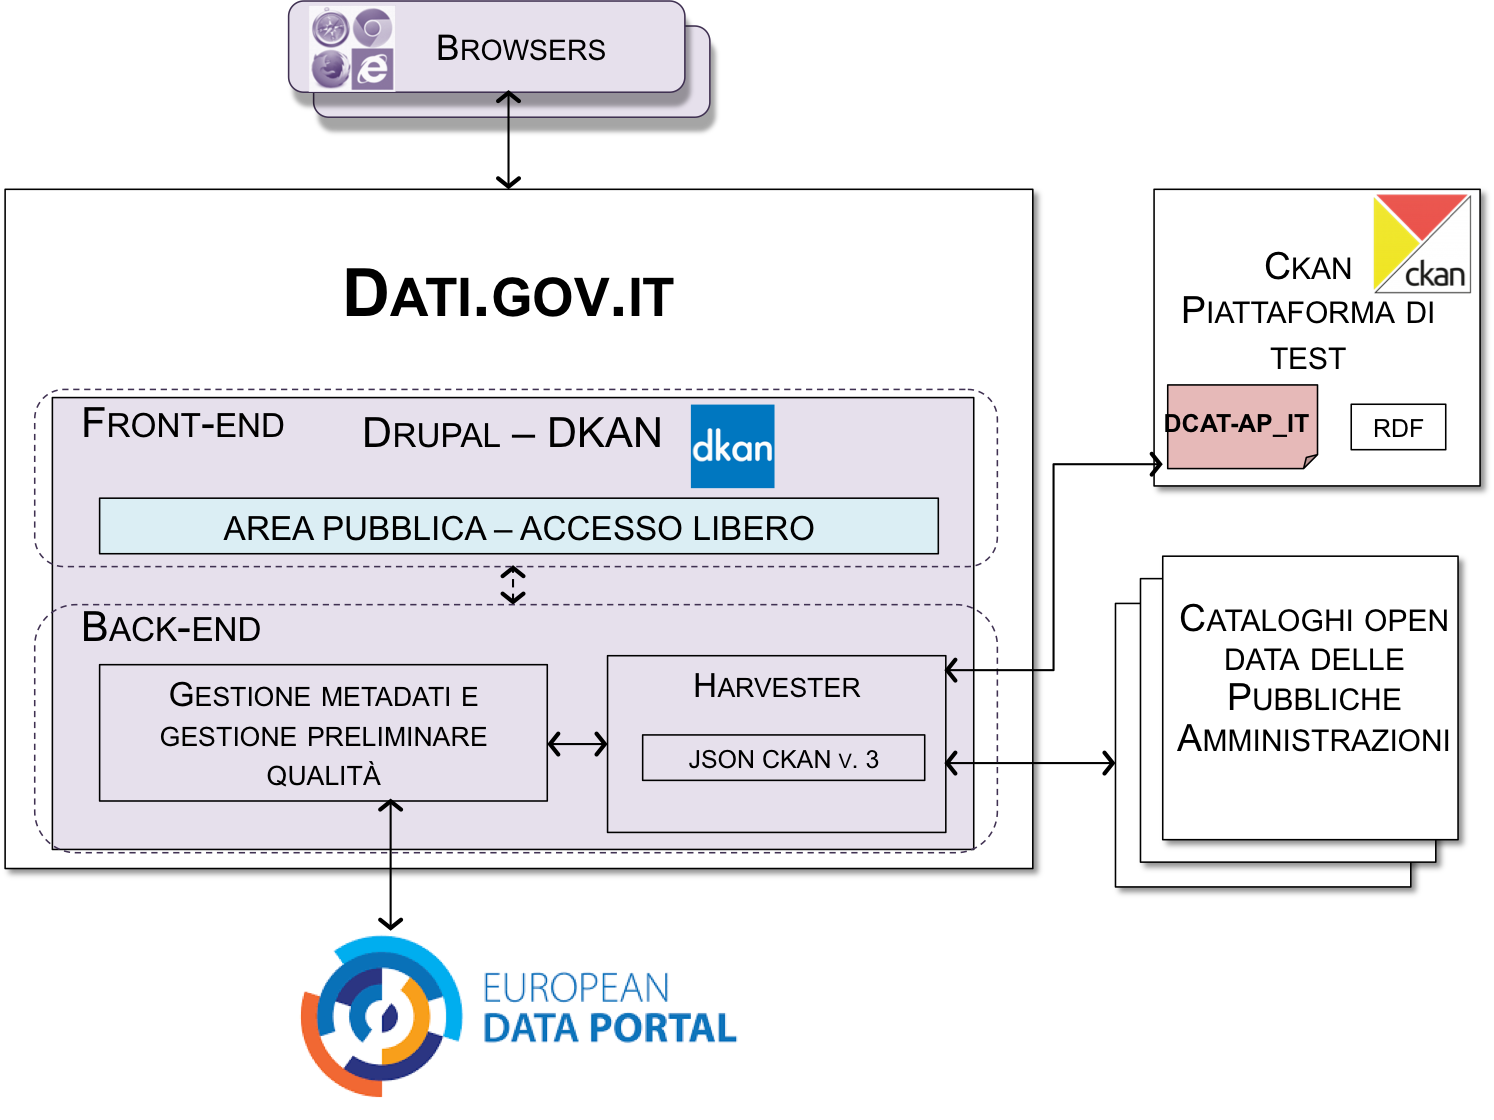 BROWSERS
DATI.GOV.IT
ckan
CKAN
PIATTAFORMA DI
TEST
DCAT-AP_IT
RDF
FRONT-END
DRUPAL – DKAN
dkan
AREA PUBBLICA – ACCESSO LIBERO
BACK-END
GESTIONE METADATI E
GESTIONE PRELIMINARE
QUALITÀ
HARVESTER
JSON CKAN V. 3
CATALOGHI OPEN
DATA DELLE
PUBBLICHE
AMMINISTRAZIONI
EUROPEAN
DATA PORTAL